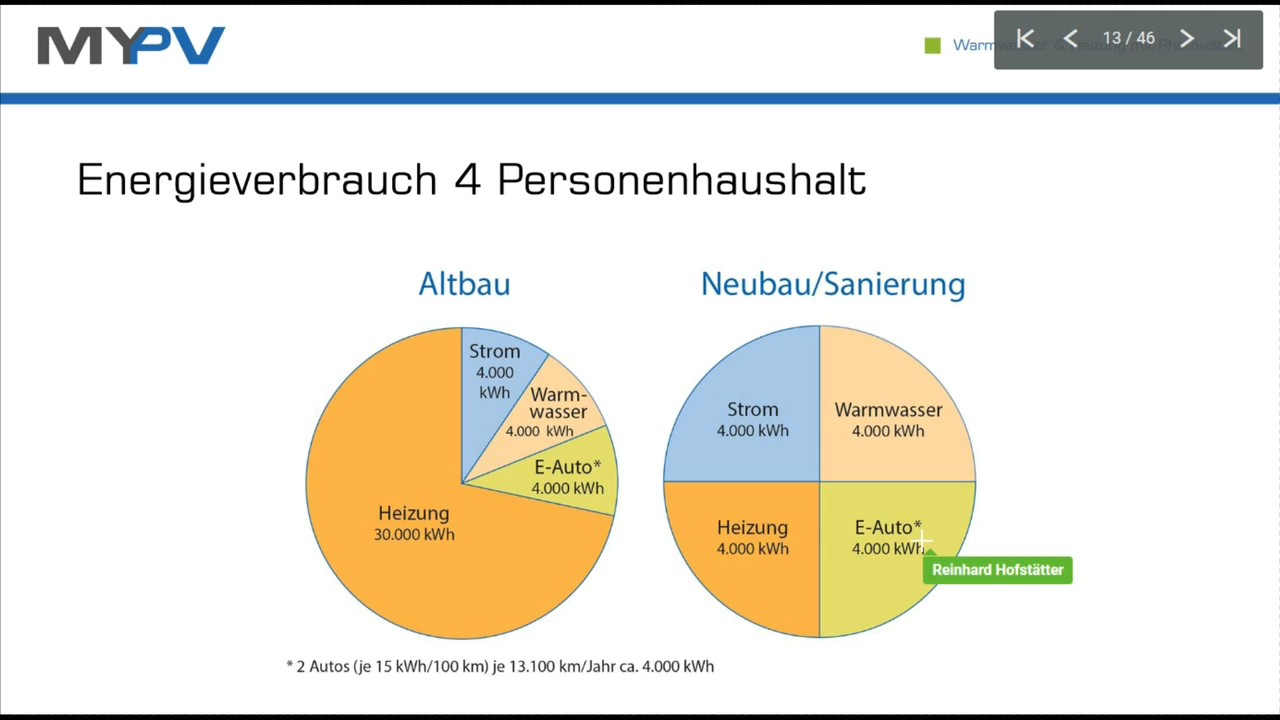 MYPV
13 / 46
Energieverbrauch 4 Personenhaushalt
Altbau
Strom
4.000
kWh
Warm-
wasser
4.000 kWh
E-Auto*
4.000 kWh
Heizung
30.000 kWh
Neubau/Sanierung
Strom
4.000 kWh
Warmwasser
4.000 kWh
Heizung
4.000 kWh
E-Auto*
4.000 kWh
Reinhard Hofstätter
* 2 Autos (je 15 kWh/100 km) je 13.100 km/Jahr ca. 4.000 kWh